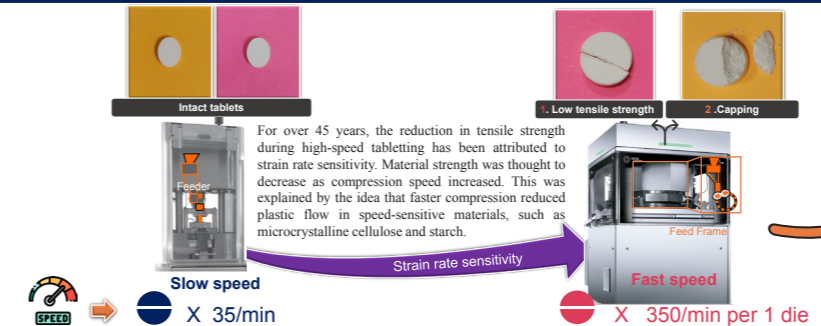 Intact tablets
1. Low tensile strength
2 .Capping
For over 45 years, the reduction in tensile strength
during high-speed tabletting has been attributed to
strain rate sensitivity. Material strength was thought to
decrease as compression speed increased. This was
explained by the idea that faster compression reduced
plastic flow in speed-sensitive materials, such as
microcrystalline cellulose and starch.
Feeder
Feed Frame
Strain rate sensitivity
Slow speed
Fast speed
SPEED
X 35/min
X 350/min per 1 die